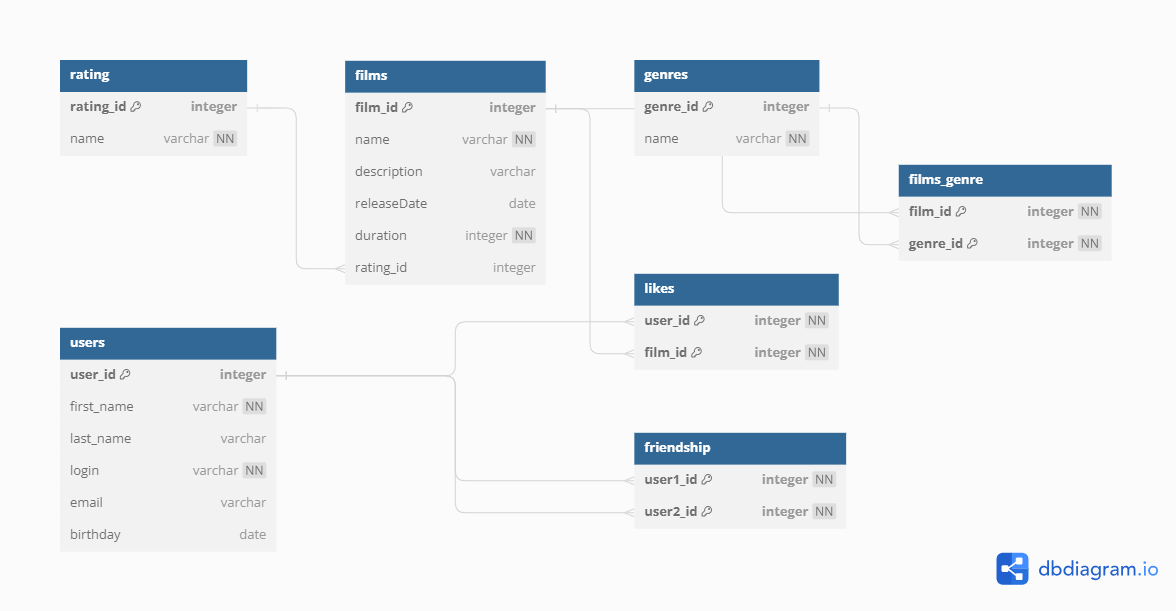 rating
rating_id integer
name varchar NN
films
film_id integer
name varchar NN
description varchar
releaseDate date
duration integer NN
rating_id integer
genres
genre_id integer
name varchar NN
films_genre
film_id integer NN
genre_id integer NN
likes
user_id integer NN
film_id integer NN
users
user_id integer
first_name varchar NN
last_name varchar
login varchar NN
email varchar
birthday date
friendship
user1_id integer NN
user2_id integer NN
dbdiagram.io